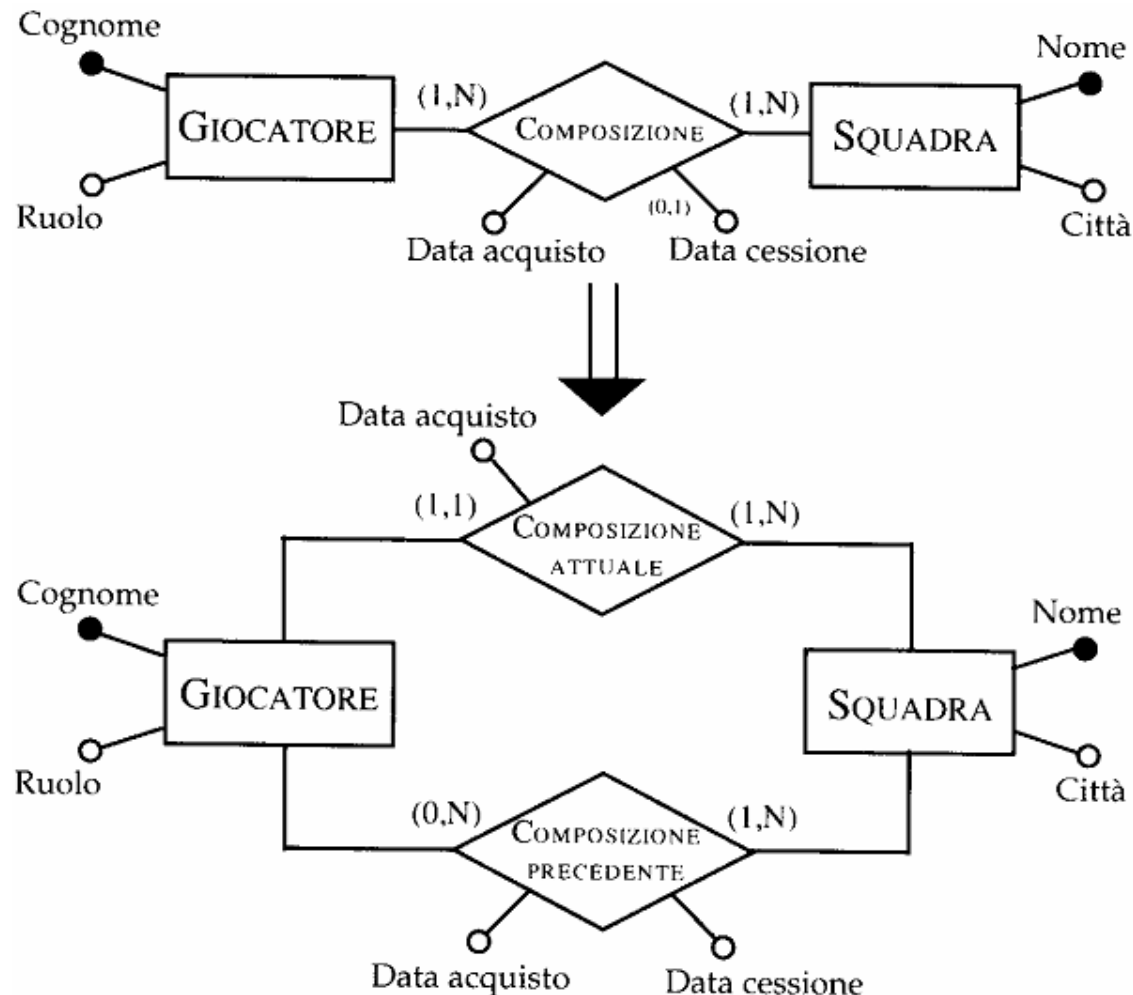 Cognome
Nome
(1,N)
(1,N)
GIOCATORE
COMPOSIZIONE
SQUADRA
Ruolo
(0,1)
Città
Data acquisto
Data cessione
Data acquisto
(1,1)
(1,N)
COMPOSIZIONE
ATTUALE
Cognome
Nome
GIOCATORE
SQUADRA
Ruolo
Città
(0,N)
(1,N)
COMPOSIZIONE
PRECEDENTE
Data acquisto
Data cessione